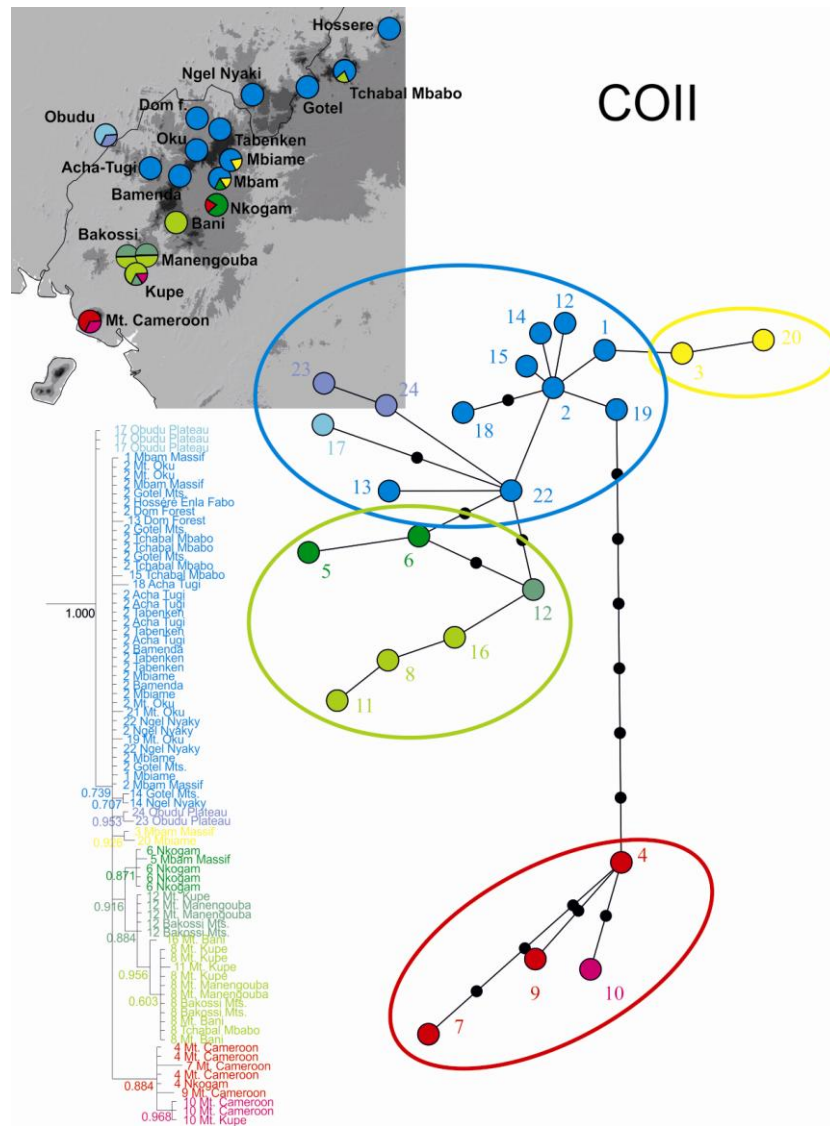 Hossere
Ngel Nyaki
Tchabal Mbabo
Gotel
Dom f.
Obudu
Oku
Tabenken
Mbiame
Acha-Tugi
Mbam
Bamenda
Nkogam
Bani
Bakossi
Manengouba
Kupe
Mt. Cameroon
COII
12
14
1
20
15
3
23
24
2
19
18
17
13
22
6
5
12
16
8
11
4
9
10
7
17 Obudu Plateau
17 Obudu Plateau
17 Obudu Plateau
1 Mbam Massif
2 Mt. Oku
2 Mt. Oku
2 Mbam Massif
2 Gotel Mts.
2 Hosséré Enla Fabo
2 Dom Forest
13 Dom Forest
2 Gotel Mts.
2 Tchabal Mbabo
2 Tchabal Mbabo
2 Gotel Mts.
2 Tchabal Mbabo
15 Tchabal Mbabo
18 Acha Tugi
2 Acha Tugi
2 Acha Tugi
2 Tabenken
2 Acha Tugi
2 Tabenken
2 Acha Tugi
2 Bamenda
2 Tabenken
2 Tabenken
2 Mbiame
2 Bamenda
2 Mbiame
2 Mt. Oku
21 Mt. Oku
22 Ngel Nyaky
2 Ngel Nyaky
19 Mt. Oku
22 Ngel Nyaky
2 Mbiame
2 Gotel Mts.
1 Mbiame
2 Mbam Massif
14 Gotel Mts.
14 Ngel Nyaky
24 Obudu Plateau
23 Obudu Plateau
3 Mbam Massif
20 Mbiame
6 Nkogam
5 Mbam Massif
6 Nkogam
6 Nkogam
6 Nkogam
12 Mt. Kupe
12 Mt. Manengouba
12 Mt. Manengouba
12 Bakossi Mts.
12 Bakossi Mts.
16 Mt. Bani
8 Mt. Kupe
8 Mt. Kupe
11 Mt. Kupe
8 Mt. Kupe
8 Mt. Manengouba
8 Mt. Manengouba
8 Bakossi Mts.
8 Bakossi Mts.
8 Mt. Bani
8 Tchabal Mbabo
8 Mt. Bani
4 Mt. Cameroon
4 Mt. Cameroon
7 Mt. Cameroon
4 Mt. Cameroon
4 Nkogam
9 Mt. Cameroon
10 Mt. Cameroon
10 Mt. Cameroon
10 Mt. Kupe
1.000
0.739
0.707
0.953
0.871
0.916
0.884
0.956
0.603
0.884
0.968